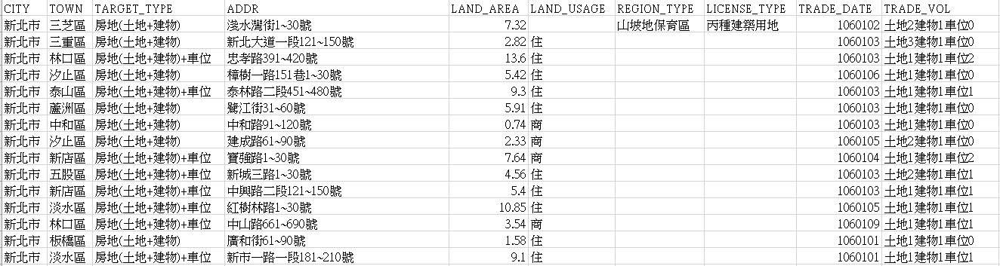 CITY TOWN TARGET_TYPE ADDR LAND_AREA LAND_USAGE REGION_TYPE LICENSE_TYPE TRADE_DATE TRADE_VOL
新北市 三芝區 房地(土地+建物) 淺水灣街1~30號 7.32 山坡地保育區 丙種建築用地 1060102 土地2建物1車位0
新北市 三重區 房地(土地+建物) 新北大道一段121~150號 2.82 住 1060103 土地3建物1車位0
新北市 林口區 房地(土地+建物)+車位 忠孝路391~420號 13.6 住 1060103 土地1建物1車位2
新北市 汐止區 房地(土地+建物) 樟樹一路151巷1~30號 5.42 住 1060106 土地1建物1車位0
新北市 泰山區 房地(土地+建物)+車位 泰林路二段451~480號 9.3 住 1060103 土地1建物1車位1
新北市 蘆洲區 房地(土地+建物) 鷺江街31~60號 5.91 住 1060103 土地1建物1車位0
新北市 中和區 房地(土地+建物) 中和路91~120號 0.74 商 1060103 土地1建物1車位0
新北市 汐止區 房地(土地+建物) 建成路61~90號 2.33 商 1060105 土地2建物1車位0
新北市 新店區 房地(土地+建物)+車位 寶強路1~30號 7.64 商 1060104 土地1建物1車位2
新北市 五股區 房地(土地+建物)+車位 新城三路1~30號 4.56 住 1060103 土地2建物1車位1
新北市 新店區 房地(土地+建物)+車位 中興路二段121~150號 5.4 住 1060103 土地1建物1車位1
新北市 淡水區 房地(土地+建物)+車位 紅樹林路1~30號 10.85 住 1060105 土地1建物1車位1
新北市 林口區 房地(土地+建物)+車位 中山路661~690號 3.54 商 1060109 土地1建物1車位1
新北市 板橋區 房地(土地+建物) 廣和街61~90號 1.58 住 1060101 土地1建物1車位0
新北市 淡水區 房地(土地+建物)+車位 新市一路一段181~210號 9.1 住 1060101 土地1建物1車位1